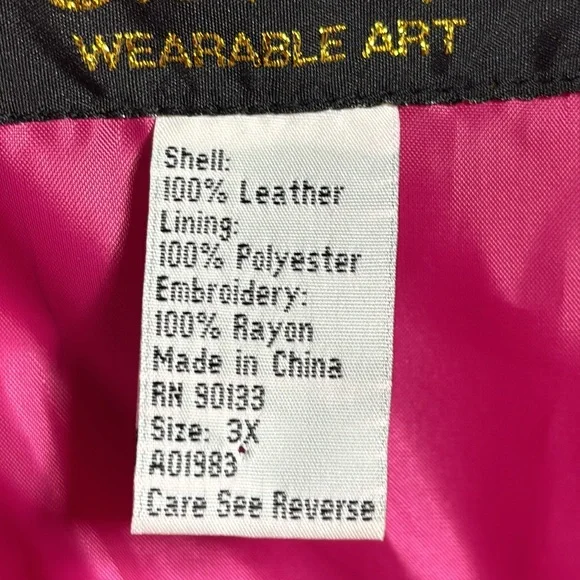 WEARABLE ART
Shell:
100% Leather
Lining:
100% Polyester
Embroidery:
100% Rayon
Made in China
RN 90133
Size: 3X
A01983
Care See Reverse